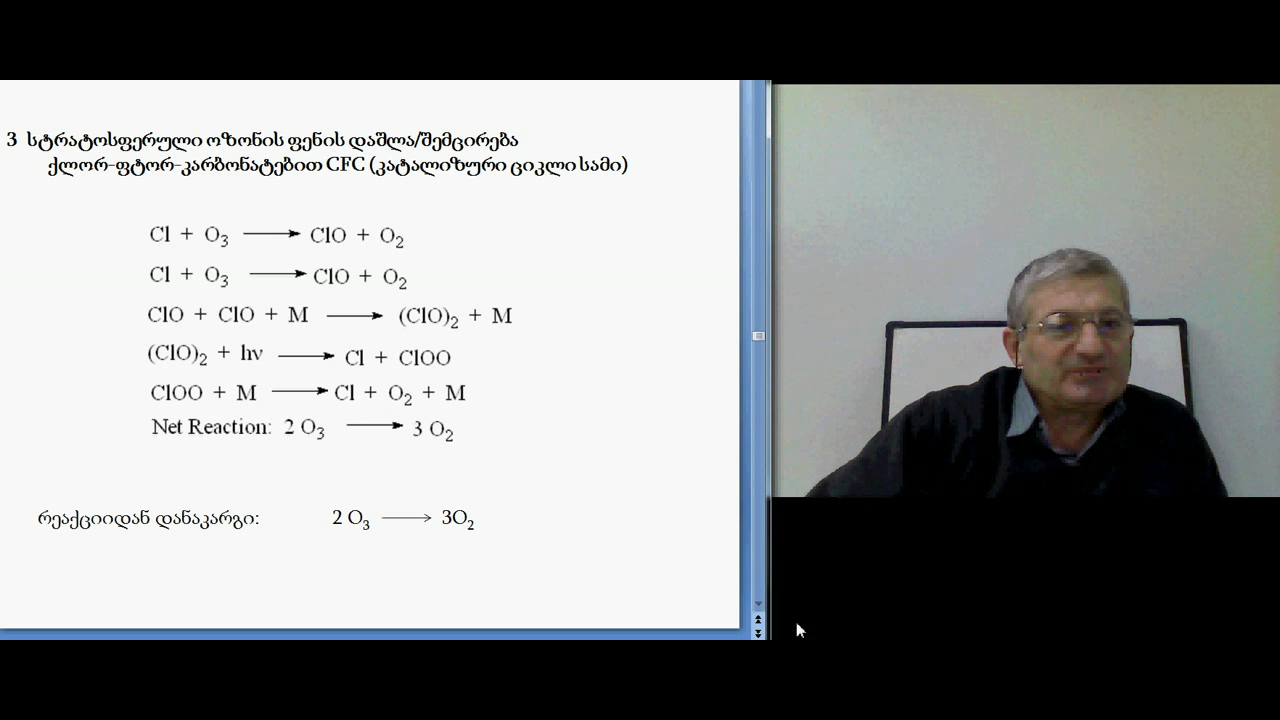 3 სტრატოსფერული ოზონის ფენის დაშლა/შემცირება
ქლორ-ფტორ-კარბონატებით CFC (კატალიზური ციკლი სამი)
Cl + O₃ ⟶ ClO + O₂
Cl + O₃ ⟶ ClO + O₂
ClO + ClO + M ⟶ (ClO)₂ + M
(ClO)₂ + hν ⟶ Cl + ClOO
ClOO + M ⟶ Cl + O₂ + M
Net Reaction: 2 O₃ ⟶ 3 O₂
რეაქციიდან დანაკარგი: 2 O₃ ⟶ 3O₂